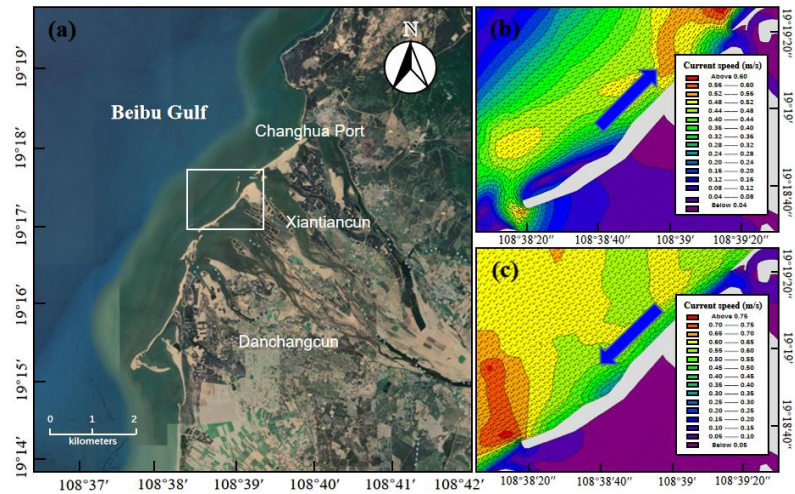 (a)
N
Beibu Gulf
Changhua Port
Xiantiancun
Danchangcun
0 1 2
kilometers
19°19'
19°18'
19°17'
19°16'
19°15'
19°14'
108°37' 108°38' 108°39' 108°40' 108°41' 108°42'
(b)
Current speed (m/s)
Above 0.60
0.56 — 0.60
0.52 — 0.56
0.48 — 0.52
0.44 — 0.48
0.40 — 0.44
0.36 — 0.40
0.32 — 0.36
0.28 — 0.32
0.24 — 0.28
0.20 — 0.24
0.16 — 0.20
0.12 — 0.16
0.08 — 0.12
0.04 — 0.08
Below 0.04
19°19'20''
19°19'
19°18'40''
108°38'20'' 108°38'40'' 108°39' 108°39'20''
(c)
Current speed (m/s)
Above 0.75
0.70 — 0.75
0.65 — 0.70
0.60 — 0.65
0.55 — 0.60
0.50 — 0.55
0.45 — 0.50
0.40 — 0.45
0.35 — 0.40
0.30 — 0.35
0.25 — 0.30
0.20 — 0.25
0.15 — 0.20
0.10 — 0.15
0.05 — 0.10
Below 0.05
19°19'20''
19°19'
19°18'40''
108°38'20'' 108°38'40'' 108°39' 108°39'20''